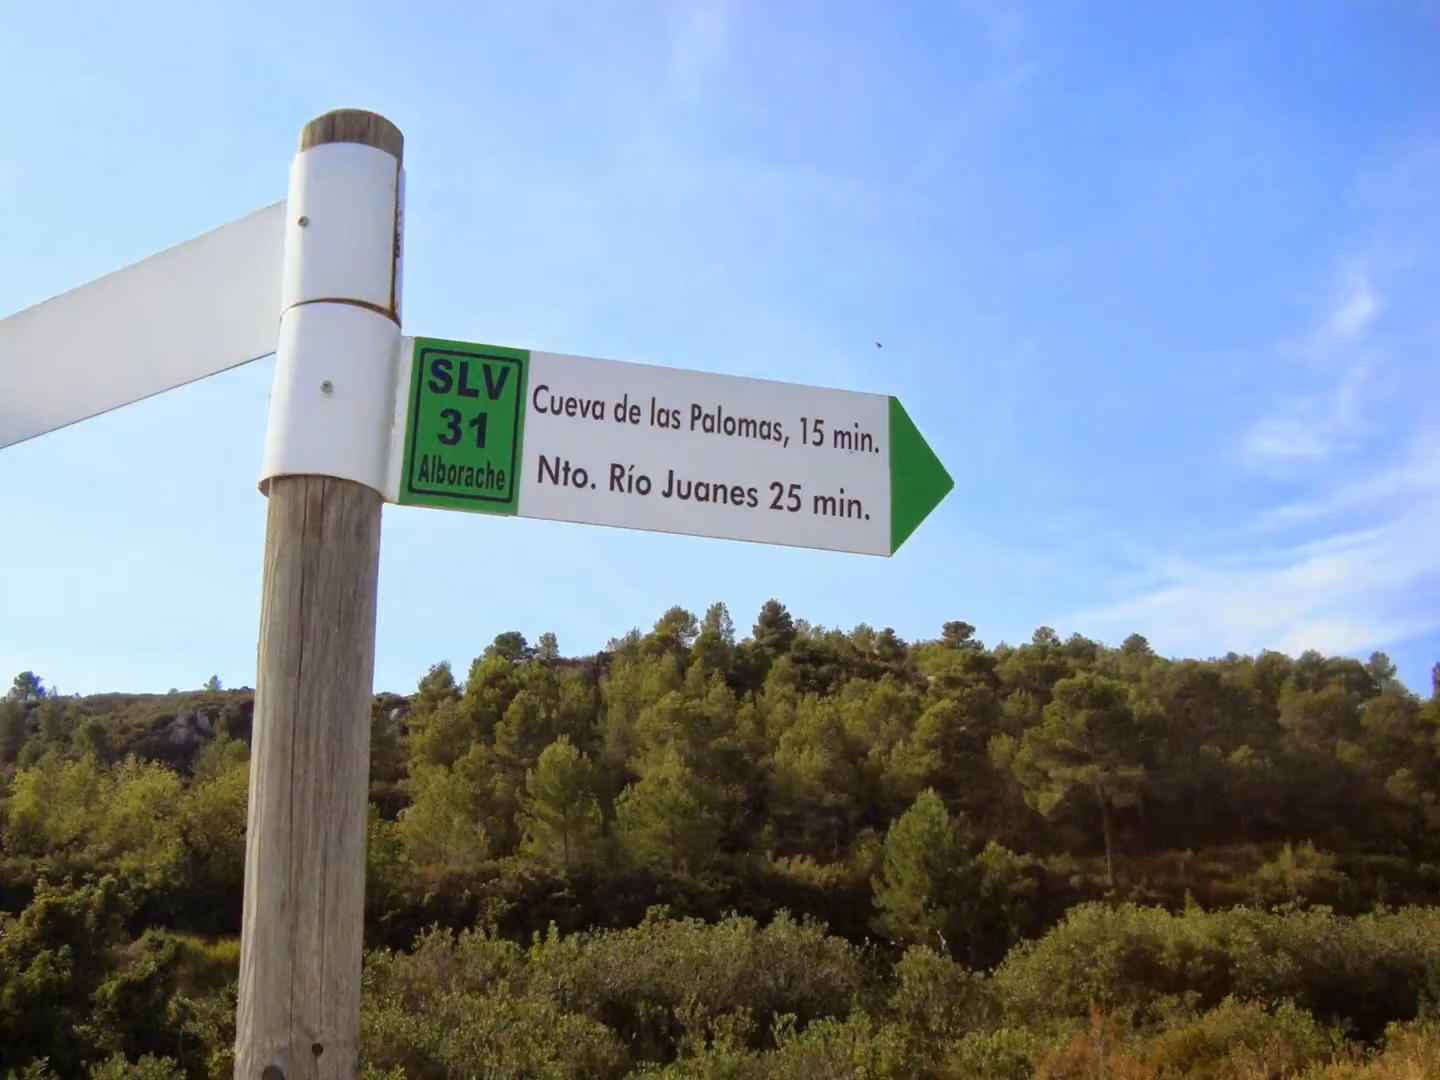 SLV
31
Alborache
Cueva de las Palomas, 15 min.
Nto. Río Juanes 25 min.